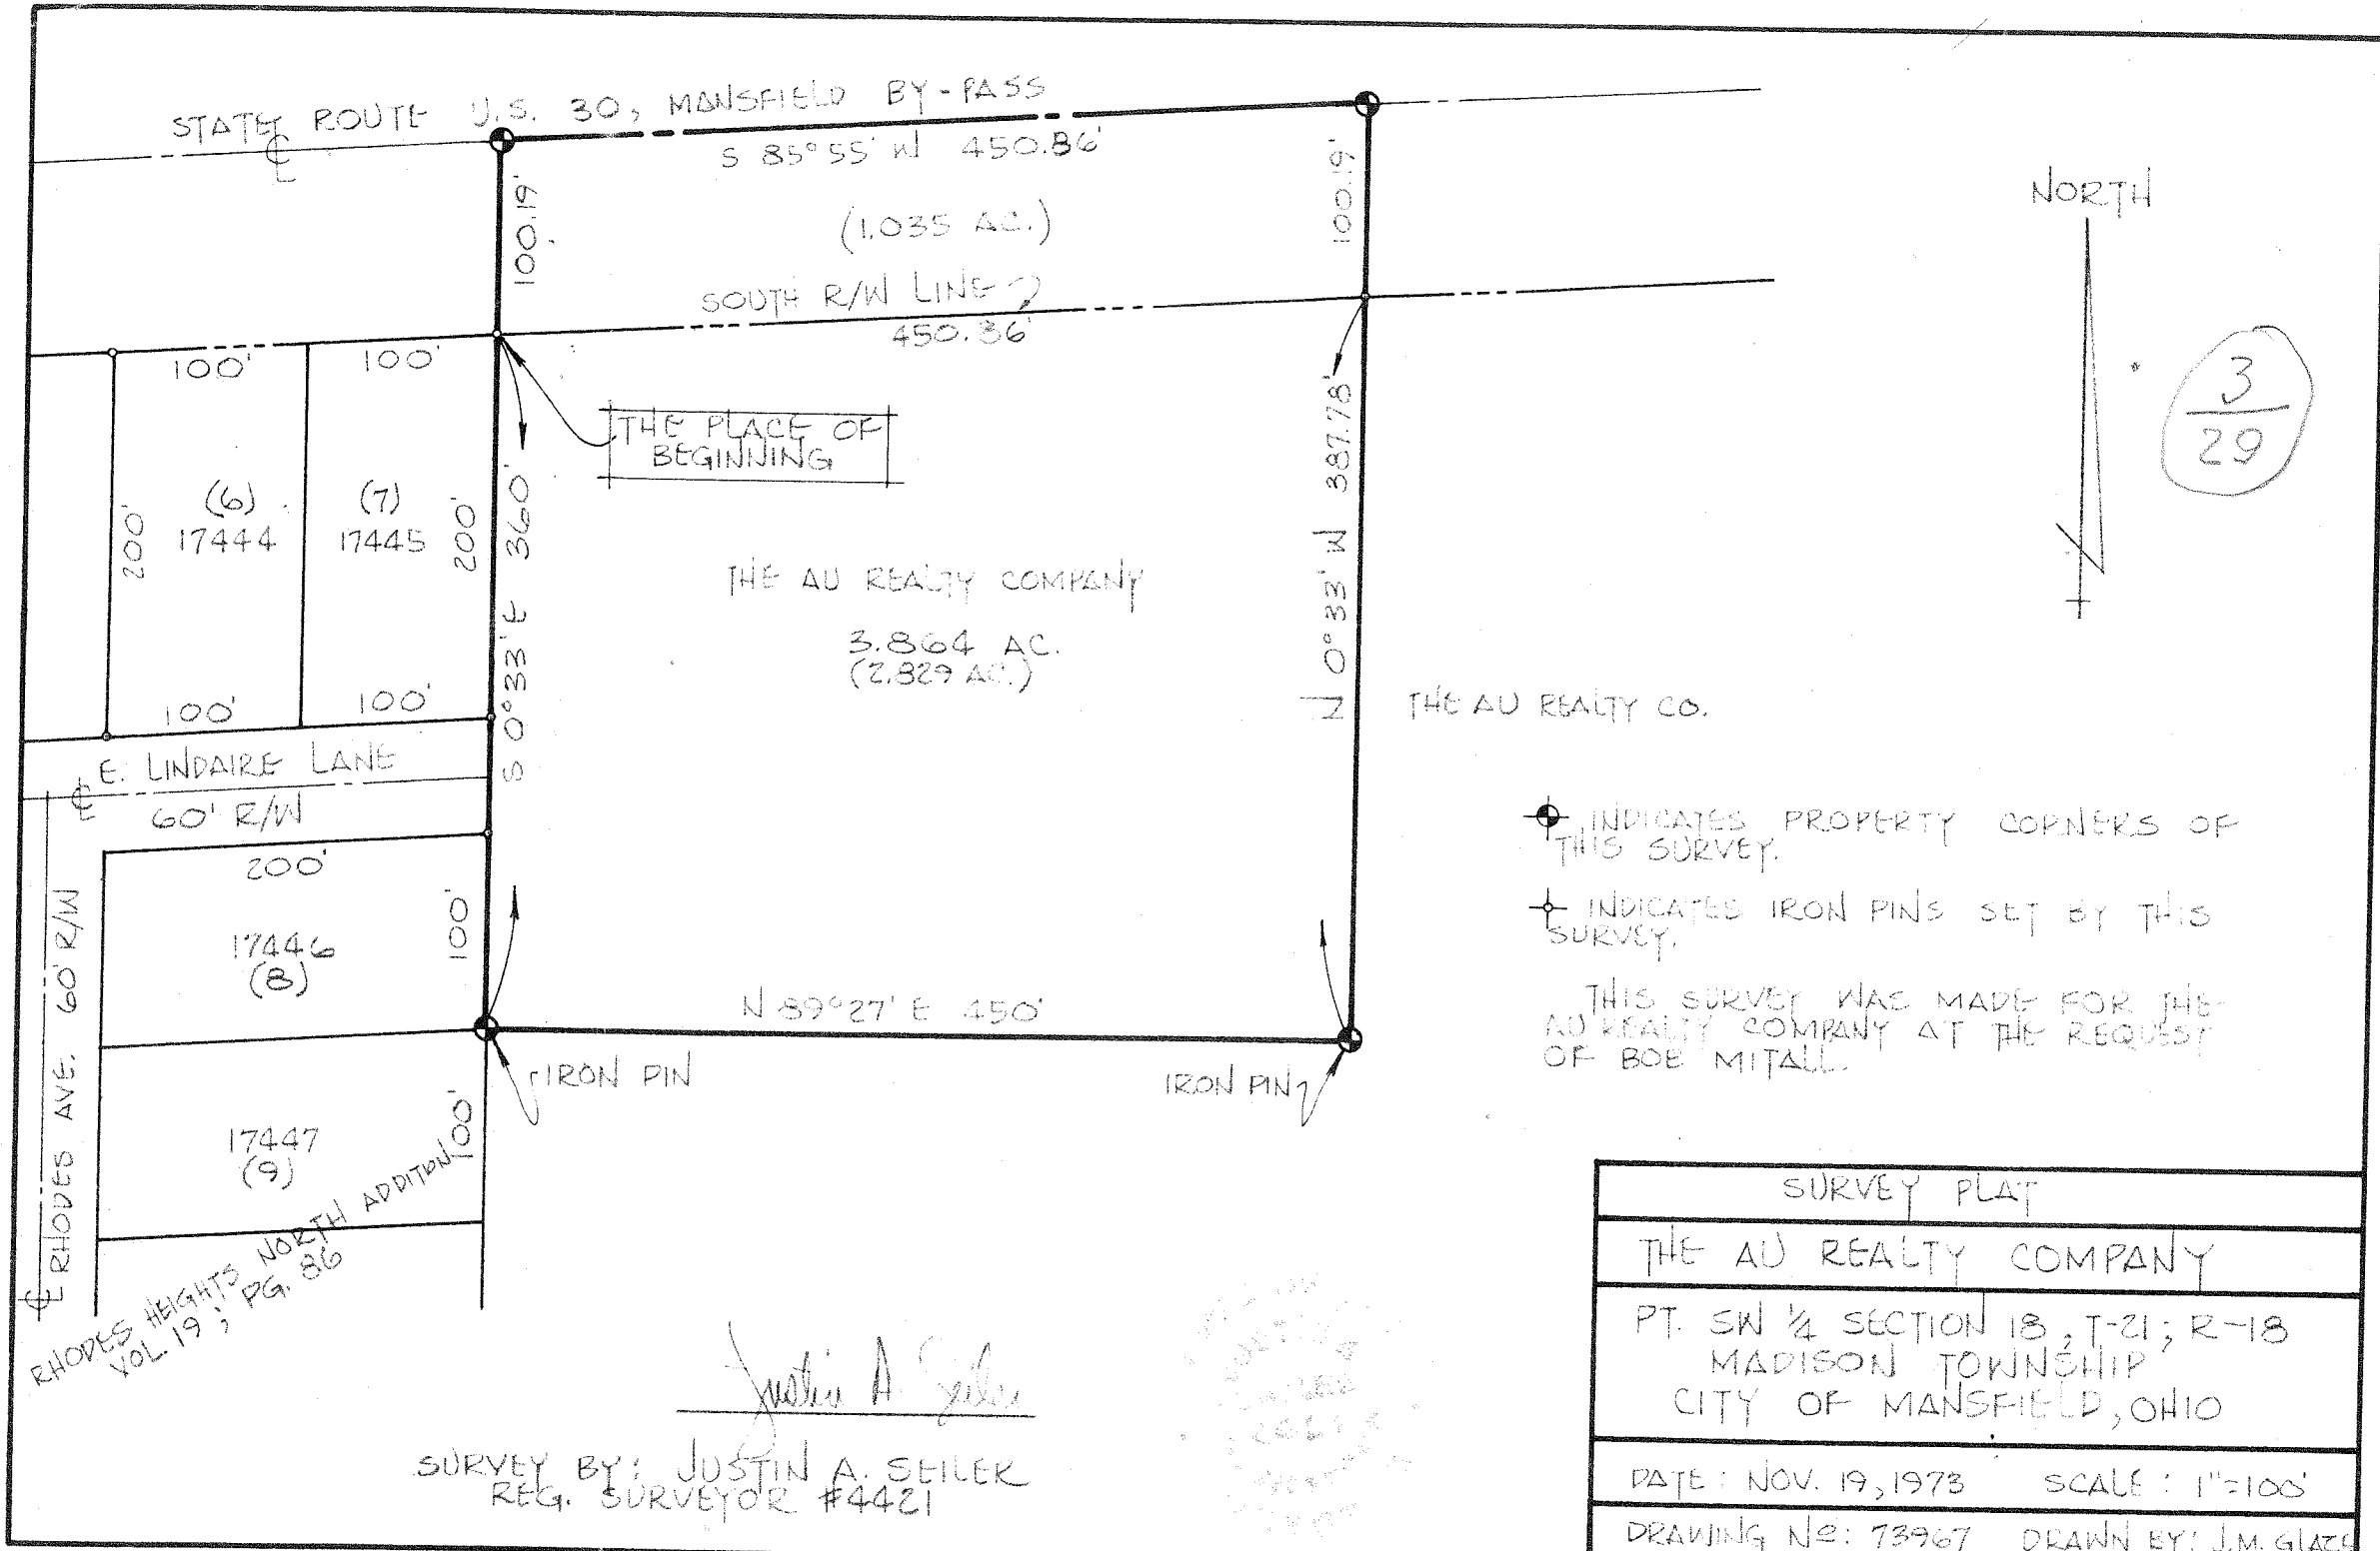 STATE ROUTE U.S. 30, MANSFIELD BY-PASS
S 85°55' W 450.86'
100.19'
(1.035 AC.)
100.19'
SOUTH R/W LINE
450.36'
NORTH
3
29
100'
100'
THE PLACE OF
BEGINNING
(6)
17444
(7)
17445
200'
200'
S 0°33' E 360'
N 0°33' W 387.78'
THE AU REALTY COMPANY
3.864 AC.
(2.829 AC.)
100'
100'
THE AU REALTY CO.
E. LINDAIRE LANE
60' R/W
200'
17446
(8)
100'
RHODES AVE. 60' R/W
INDICATES PROPERTY CORNERS OF
THIS SURVEY.
INDICATES IRON PINS SET BY THIS
SURVEY.
THIS SURVEY WAS MADE FOR THE
AU REALTY COMPANY AT THE REQUEST
OF BOB MITALL.
N 89°27' E 450'
IRON PIN
IRON PIN
17447
(9)
100'
RHODES HEIGHTS NORTH ADDITION
VOL. 19; PG. 86
Justin A. Seiler
SURVEY BY: JUSTIN A. SEILER
REG. SURVEYOR #4421
SURVEY PLAT
THE AU REALTY COMPANY
PT. SW 1/4 SECTION 18, T-21; R-18
MADISON TOWNSHIP
CITY OF MANSFIELD, OHIO
DATE: NOV. 19, 1973 SCALE: 1"=100'
DRAWING No: 73967 DRAWN BY: J.M.